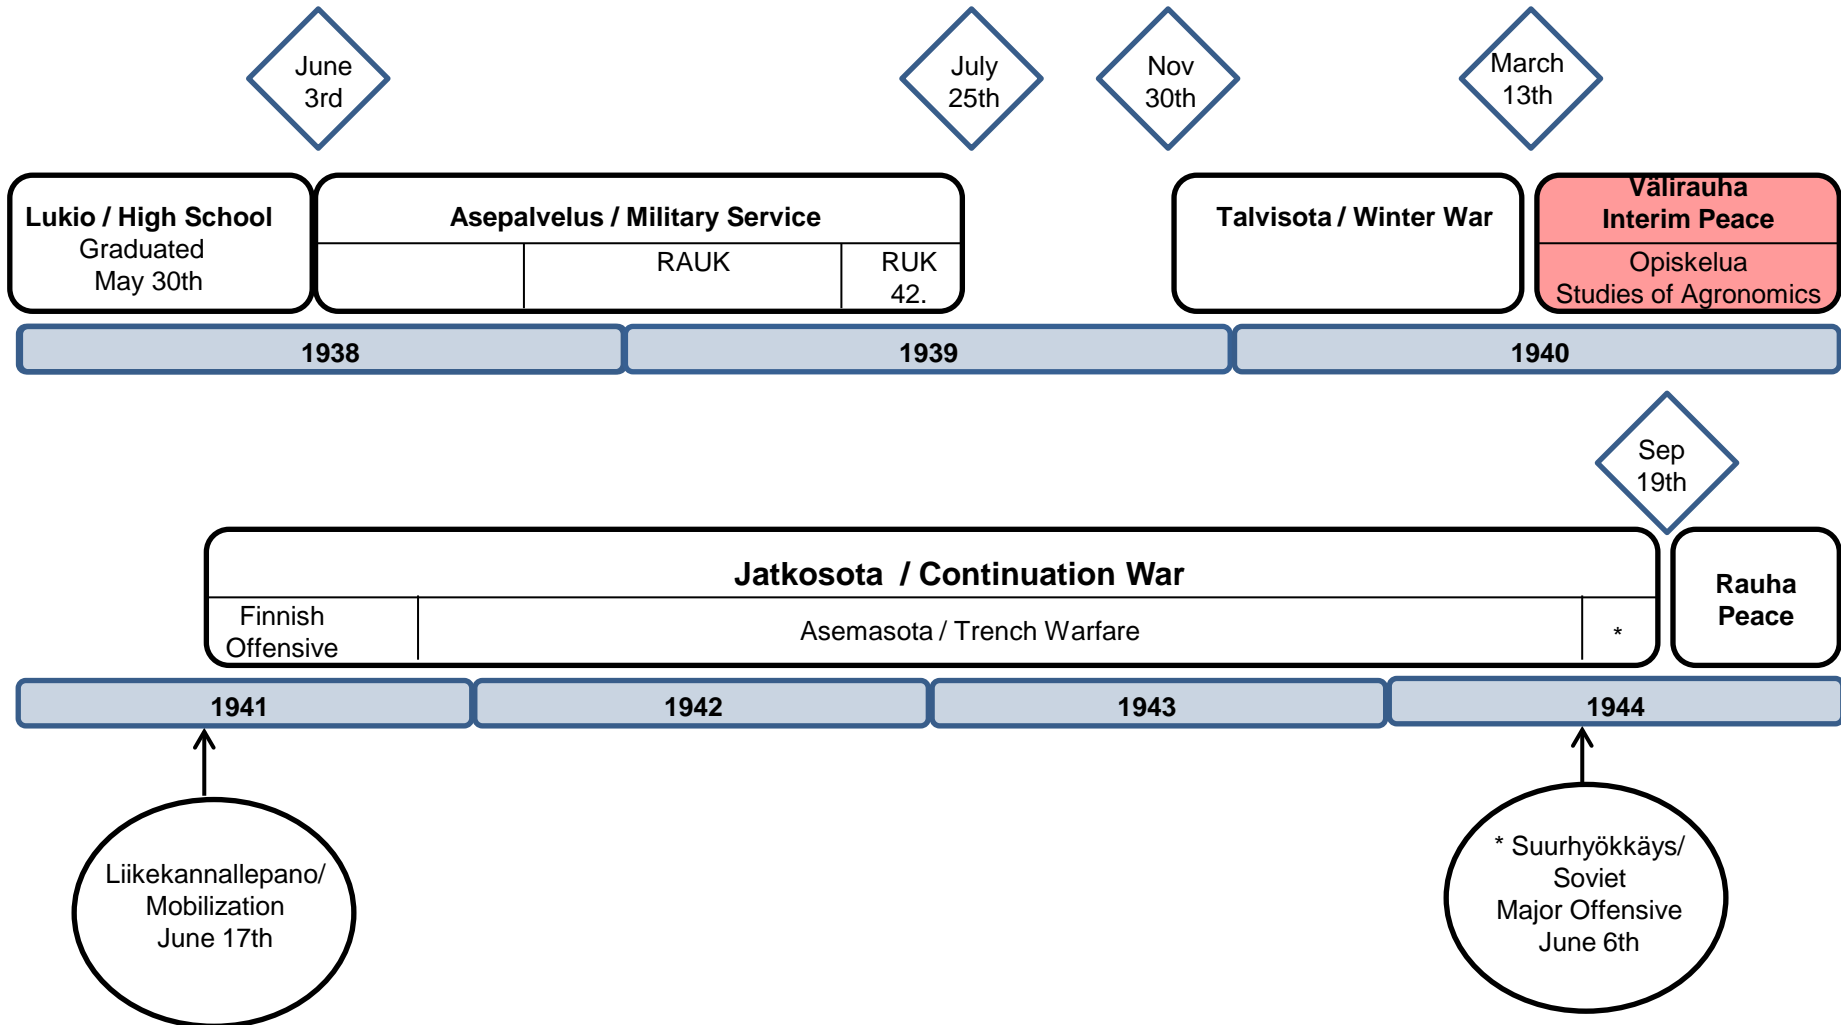 June
3rd
July
25th
Nov
30th
March
13th
Lukio / High School
Graduated
May 30th
Asepalvelus / Military Service
RAUK
RUK
42.
Talvisota / Winter War
Välirauha
Interim Peace
Opiskelua
Studies of Agronomics
1938
1939
1940
Sep
19th
Jatkosota / Continuation War
Finnish
Offensive
Asemasota / Trench Warfare
*
Rauha
Peace
1941
1942
1943
1944
Liikekannallepano/
Mobilization
June 17th
* Suurhyökkäys/
Soviet
Major Offensive
June 6th